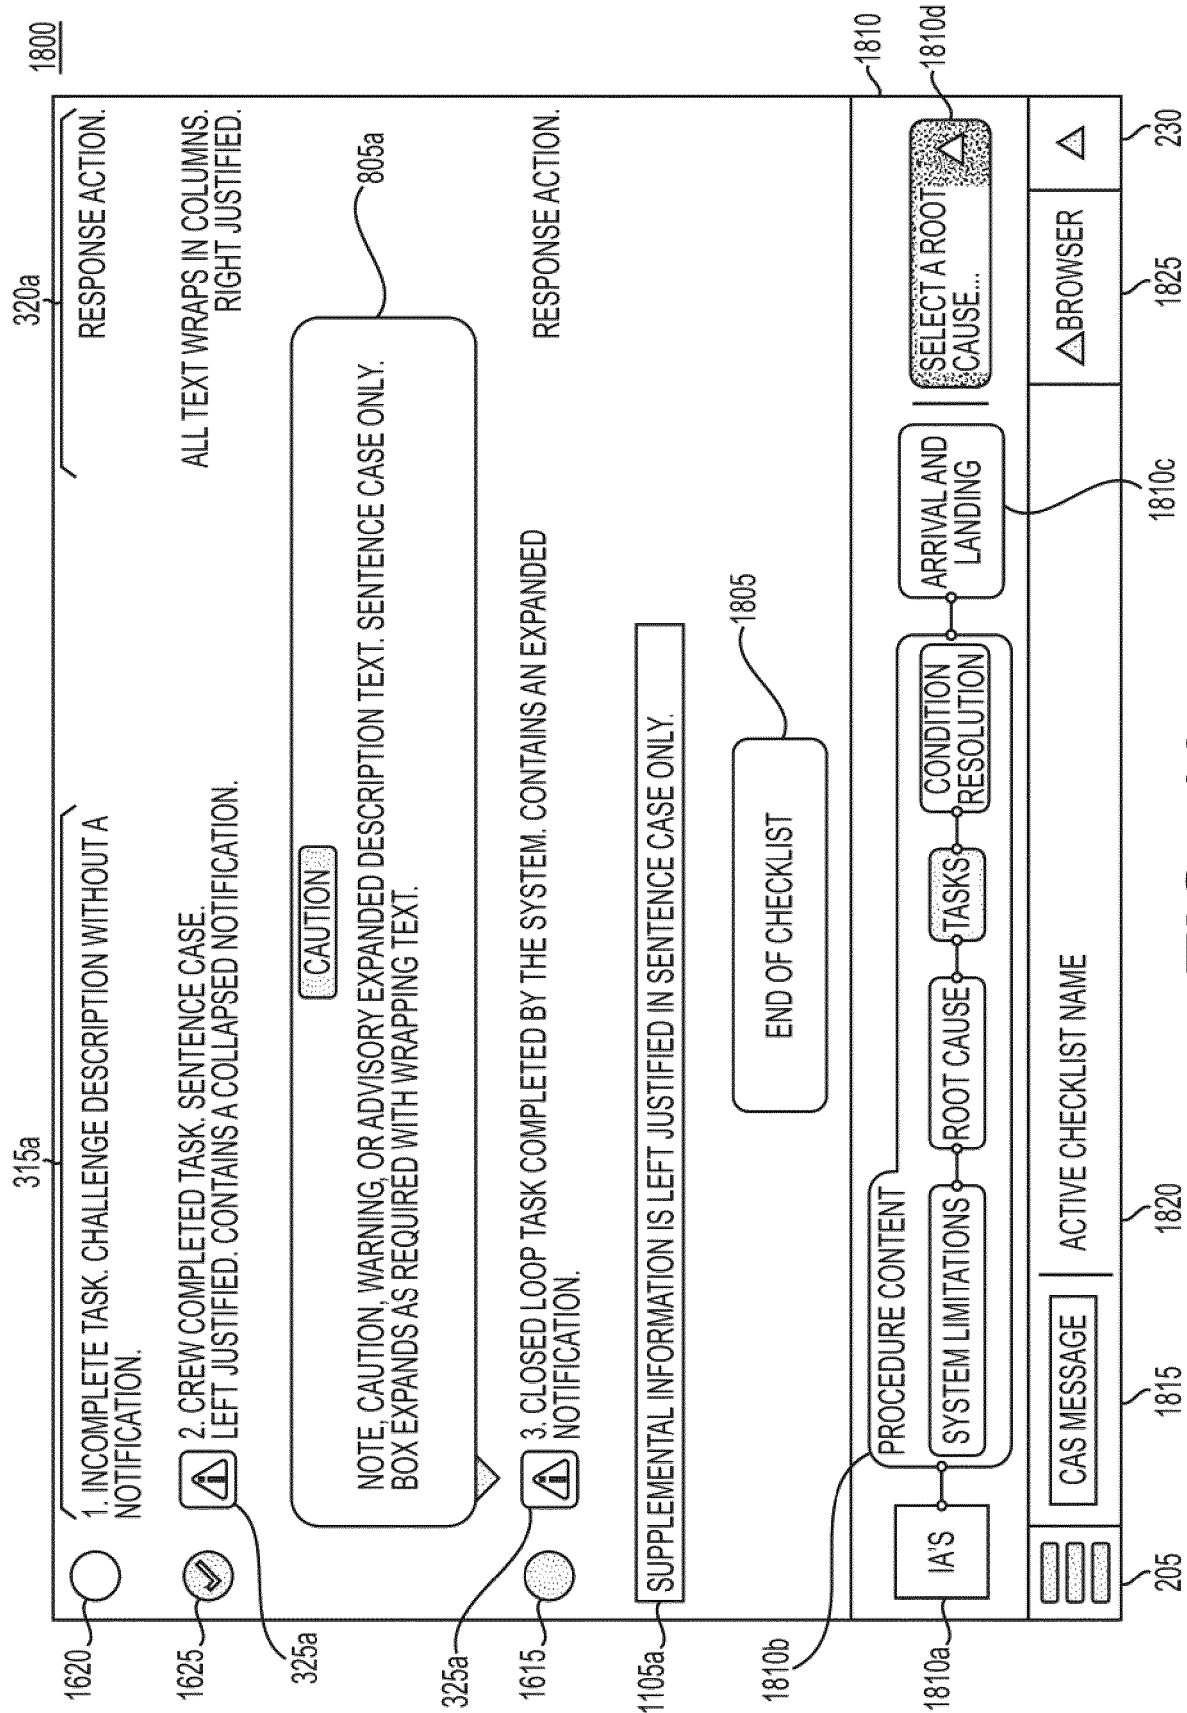 1800
315a
320a
1620
1. INCOMPLETE TASK. CHALLENGE DESCRIPTION WITHOUT A
NOTIFICATION.
RESPONSE ACTION.
1625
2. CREW COMPLETED TASK. SENTENCE CASE.
LEFT JUSTIFIED. CONTAINS A COLLAPSED NOTIFICATION.
ALL TEXT WRAPS IN COLUMNS.
RIGHT JUSTIFIED.
325a
CAUTION
805a
NOTE, CAUTION, WARNING, OR ADVISORY EXPANDED DESCRIPTION TEXT. SENTENCE CASE ONLY.
BOX EXPANDS AS REQUIRED WITH WRAPPING TEXT.
325a
1615
3. CLOSED LOOP TASK COMPLETED BY THE SYSTEM. CONTAINS AN EXPANDED
NOTIFICATION.
RESPONSE ACTION.
1105a
SUPPLEMENTAL INFORMATION IS LEFT JUSTIFIED IN SENTENCE CASE ONLY.
1805
END OF CHECKLIST
1810b
1810
PROCEDURE CONTENT
1810a
IA'S
SYSTEM LIMITATIONS
ROOT CAUSE
TASKS
CONDITION
RESOLUTION
ARRIVAL AND
LANDING
SELECT A ROOT
CAUSE...
1810d
CAS MESSAGE
ACTIVE CHECKLIST NAME
BROWSER
205
1815
1820
1810c
1825
230